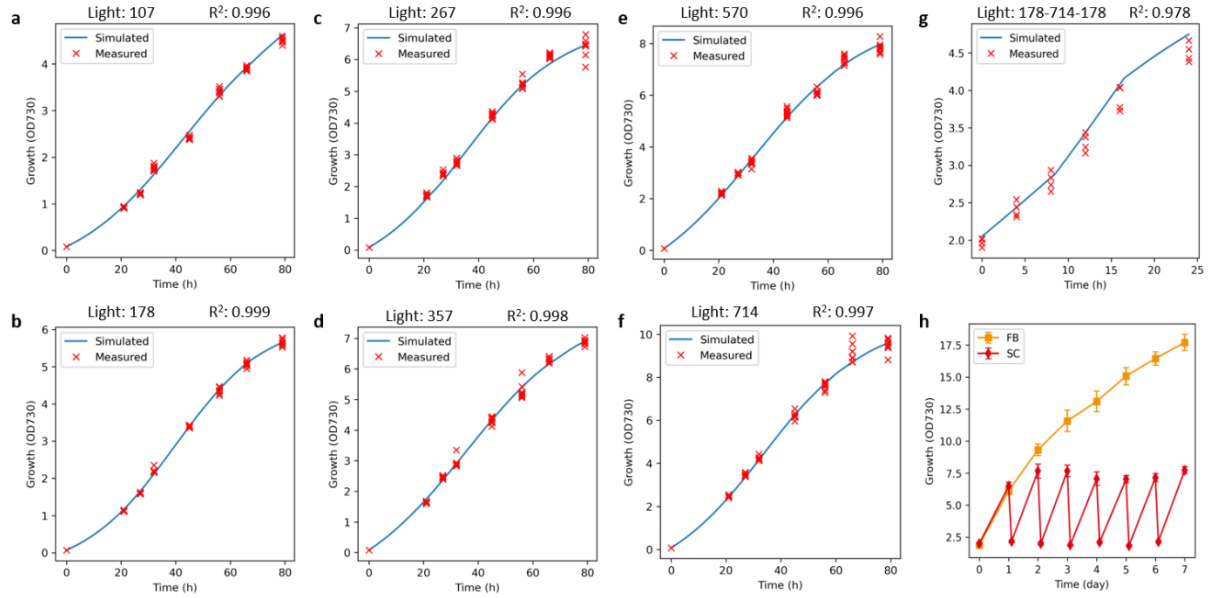 a
Light: 107
R²: 0.996
Simulated
Measured
Growth (OD730)
4
3
2
1
0
0
20
40
60
80
Time (h)
c
Light: 267
R²: 0.996
Simulated
Measured
Growth (OD730)
7
6
5
4
3
2
1
0
0
20
40
60
80
Time (h)
e
Light: 570
R²: 0.996
Simulated
Measured
Growth (OD730)
8
6
4
2
0
0
20
40
60
80
Time (h)
g
Light: 178-714-178
R²: 0.978
Simulated
Measured
Growth (OD730)
4.5
4.0
3.5
3.0
2.5
2.0
0
5
10
15
20
25
Time (h)
b
Light: 178
R²: 0.999
Simulated
Measured
Growth (OD730)
6
5
4
3
2
1
0
0
20
40
60
80
Time (h)
d
Light: 357
R²: 0.998
Simulated
Measured
Growth (OD730)
7
6
5
4
3
2
1
0
0
20
40
60
80
Time (h)
f
Light: 714
R²: 0.997
Simulated
Measured
Growth (OD730)
10
8
6
4
2
0
0
20
40
60
80
Time (h)
h
FB
SC
Growth (OD730)
17.5
15.0
12.5
10.0
7.5
5.0
2.5
0
1
2
3
4
5
6
7
Time (day)